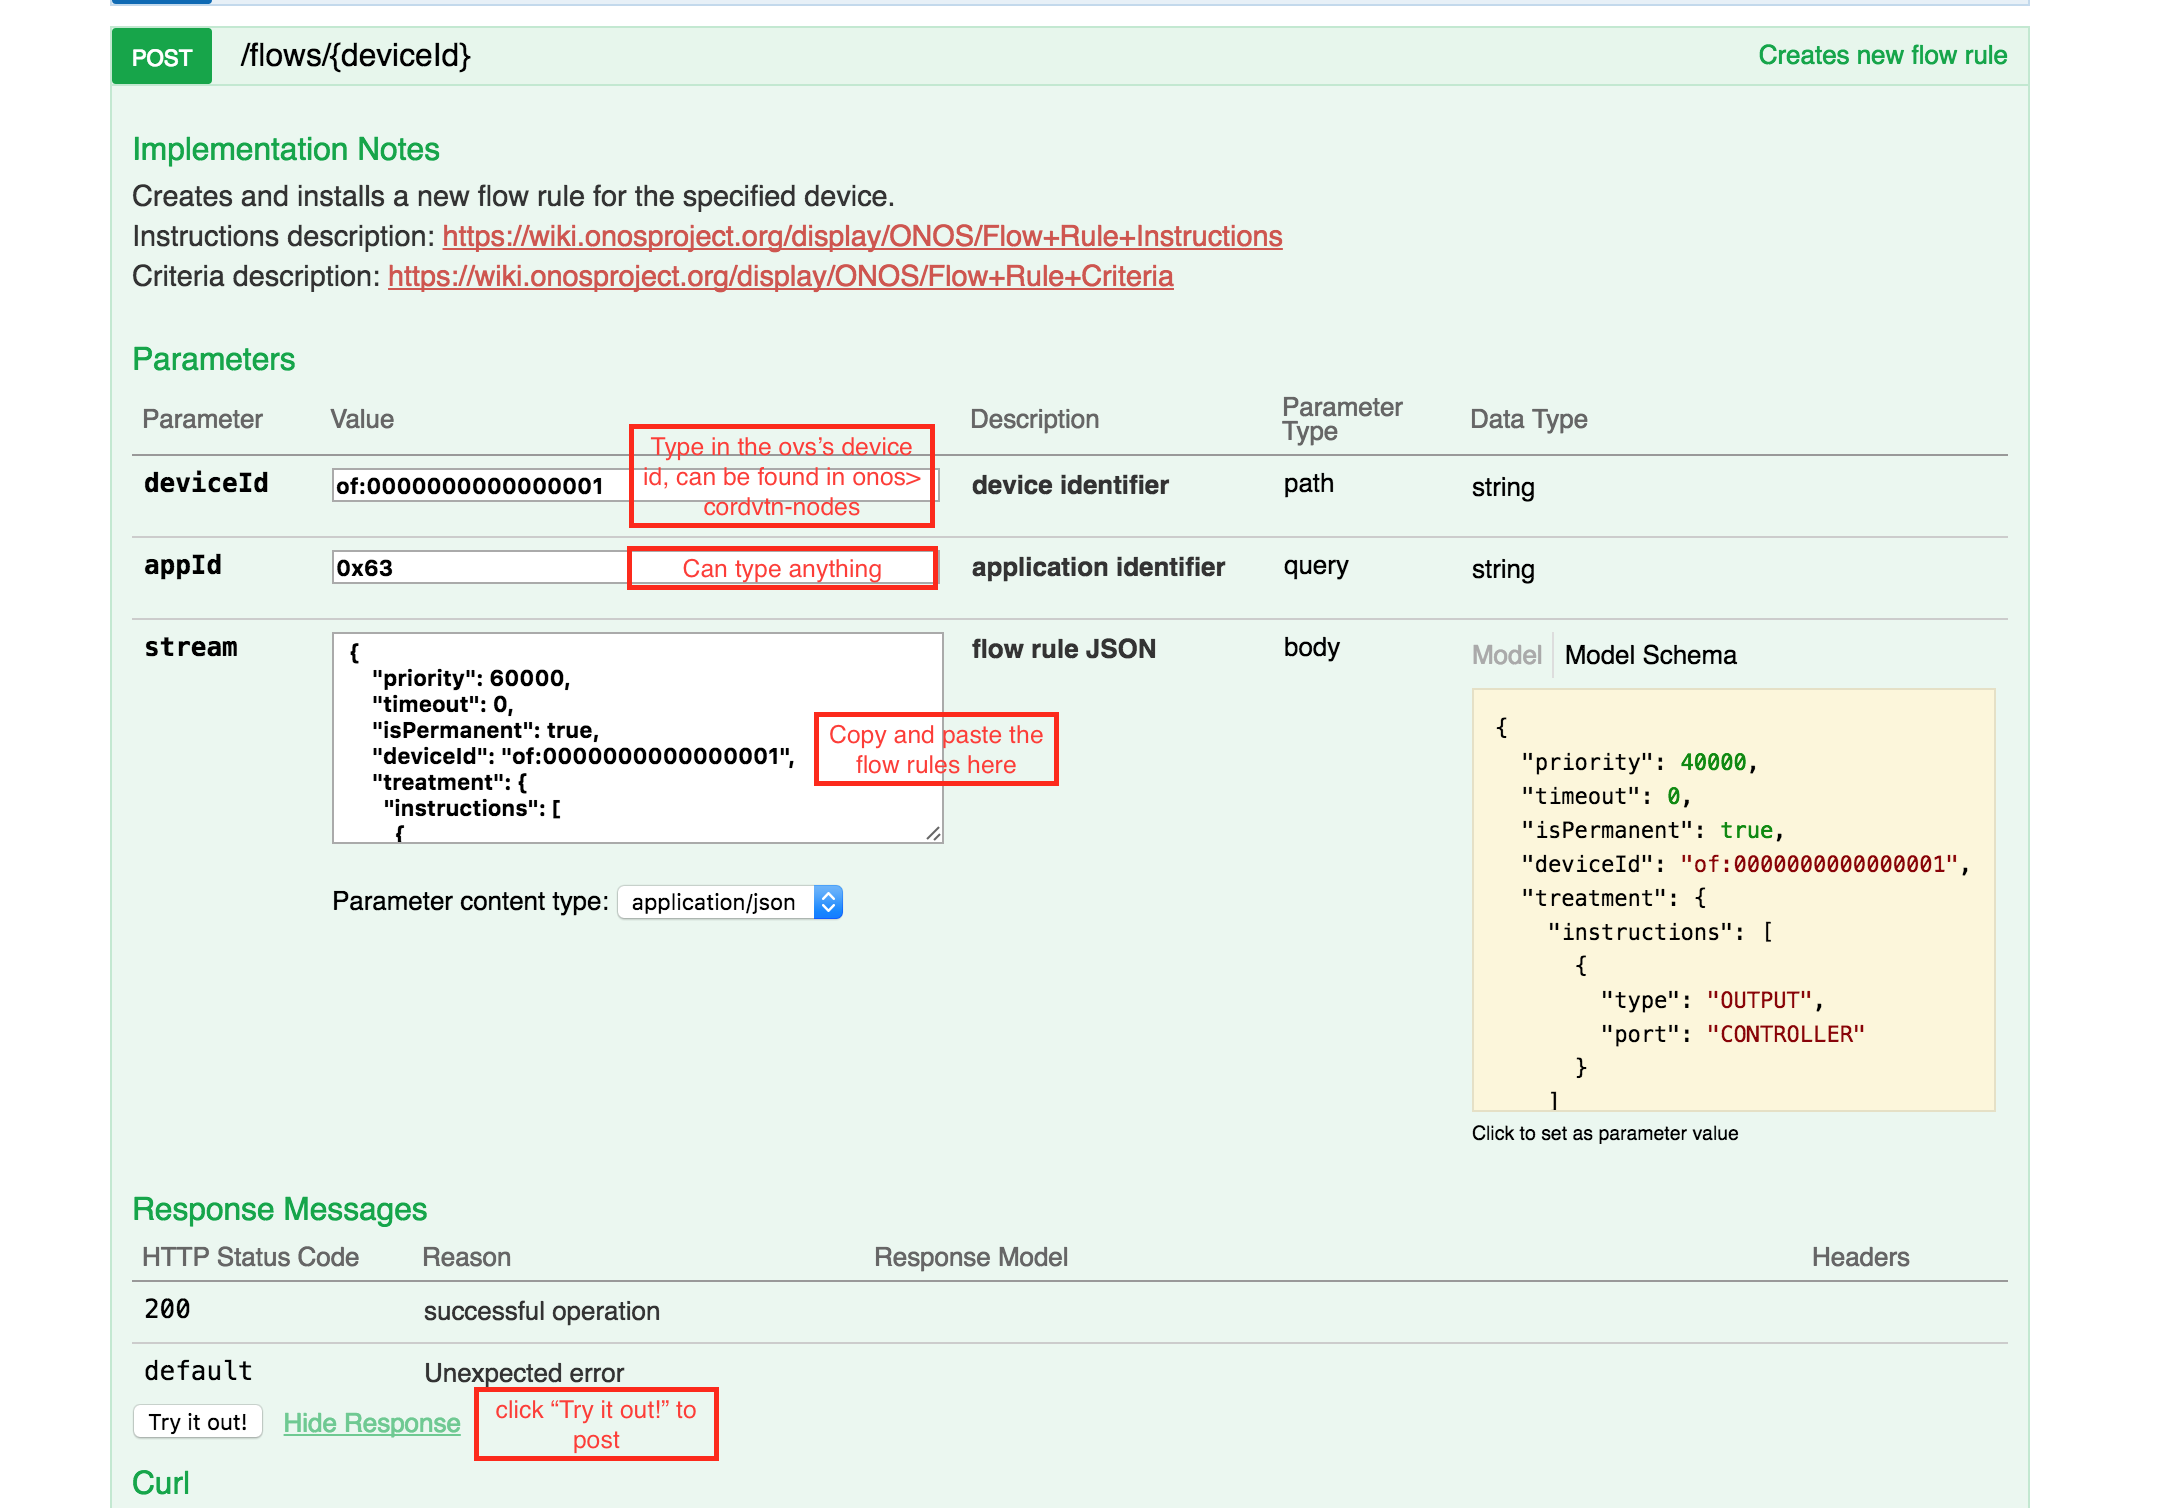 POST /flows/{deviceId} Creates new flow rule
Implementation Notes
Creates and installs a new flow rule for the specified device.
Instructions description: https://wiki.onosproject.org/display/ONOS/Flow+Rule+Instructions
Criteria description: https://wiki.onosproject.org/display/ONOS/Flow+Rule+Criteria
Parameters
Parameter Value Description Parameter Type Data Type
deviceId of:0000000000000001 device identifier path string
Type in the ovs’s device
id, can be found in onos>
cordvtn-nodes
appId 0x63 Can type anything application identifier query string
stream flow rule JSON body Model Model Schema
{
"priority": 60000,
"timeout": 0,
"isPermanent": true,
"deviceId": "of:0000000000000001",
"treatment": {
"instructions": [
{
Copy and paste the
flow rules here
Parameter content type: application/json
{
"priority": 40000,
"timeout": 0,
"isPermanent": true,
"deviceId": "of:0000000000000001",
"treatment": {
"instructions": [
{
"type": "OUTPUT",
"port": "CONTROLLER"
}
]
Click to set as parameter value
Response Messages
HTTP Status Code Reason Response Model Headers
200 successful operation
default Unexpected error
Try it out! Hide Response
click “Try it out!” to
post
Curl